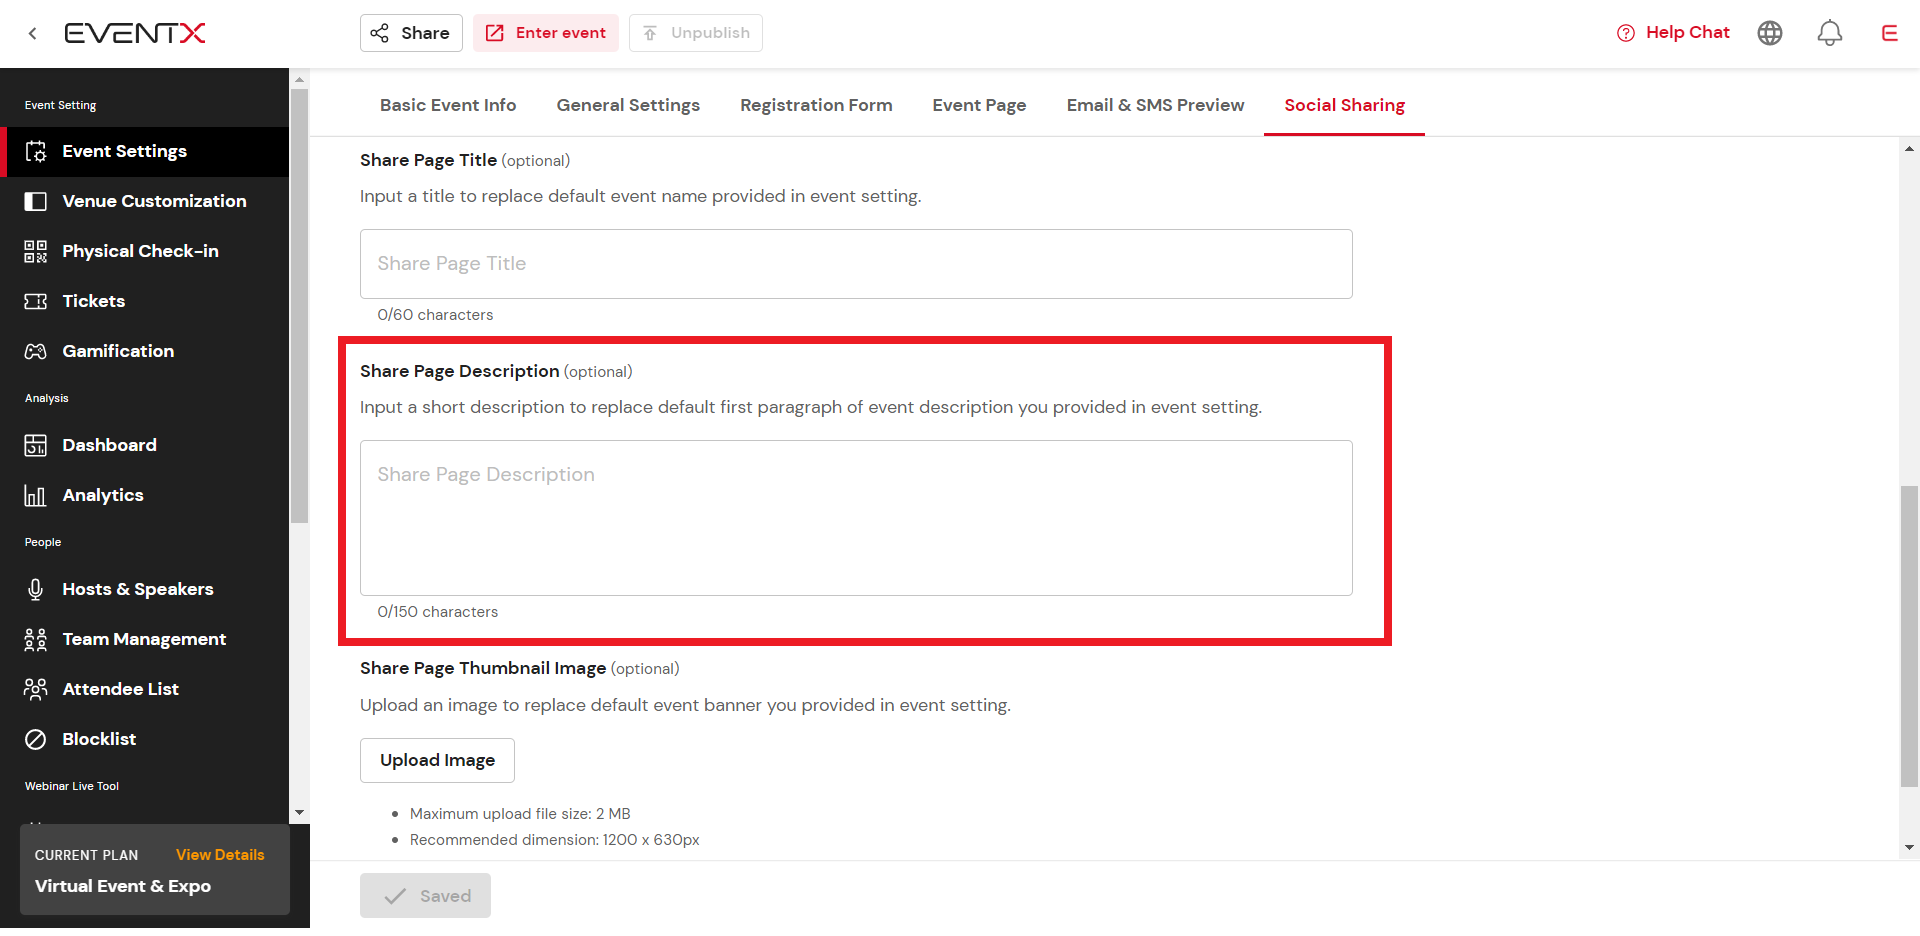 EVENTX
Share
Enter event
Unpublish
Help Chat
E
Event Setting
Event Settings
Venue Customization
Physical Check-in
Tickets
Gamification
Analysis
Dashboard
Analytics
People
Hosts & Speakers
Team Management
Attendee List
Blocklist
Webinar Live Tool
CURRENT PLAN View Details
Virtual Event & Expo
Basic Event Info
General Settings
Registration Form
Event Page
Email & SMS Preview
Social Sharing
Share Page Title (optional)
Input a title to replace default event name provided in event setting.
Share Page Title
0/60 characters
Share Page Description (optional)
Input a short description to replace default first paragraph of event description you provided in event setting.
Share Page Description
0/150 characters
Share Page Thumbnail Image (optional)
Upload an image to replace default event banner you provided in event setting.
Upload Image
• Maximum upload file size: 2 MB
• Recommended dimension: 1200 x 630px
Saved